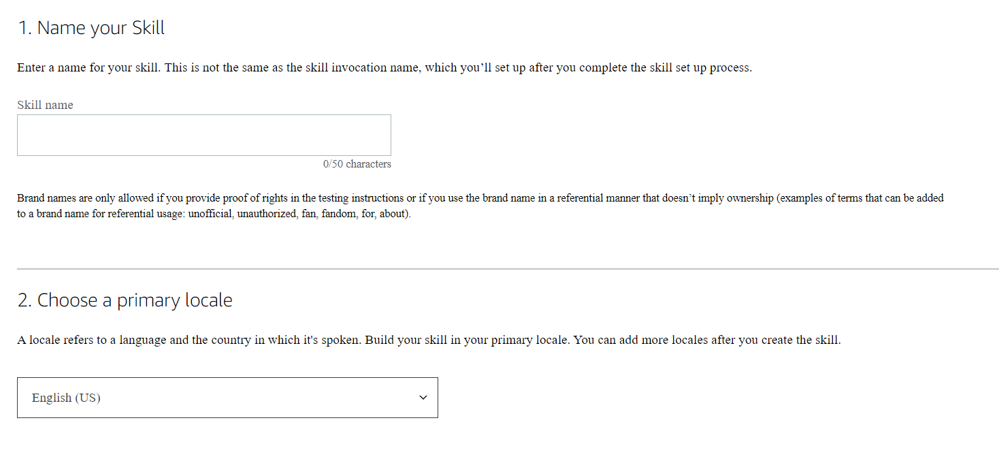 1. Name your Skill
Enter a name for your skill. This is not the same as the skill invocation name, which you’ll set up after you complete the skill set up process.
Skill name
0/50 characters
Brand names are only allowed if you provide proof of rights in the testing instructions or if you use the brand name in a referential manner that doesn’t imply ownership (examples of terms that can be added
to a brand name for referential usage: unofficial, unauthorized, fan, fandom, for, about).
2. Choose a primary locale
A locale refers to a language and the country in which it's spoken. Build your skill in your primary locale. You can add more locales after you create the skill.
English (US)